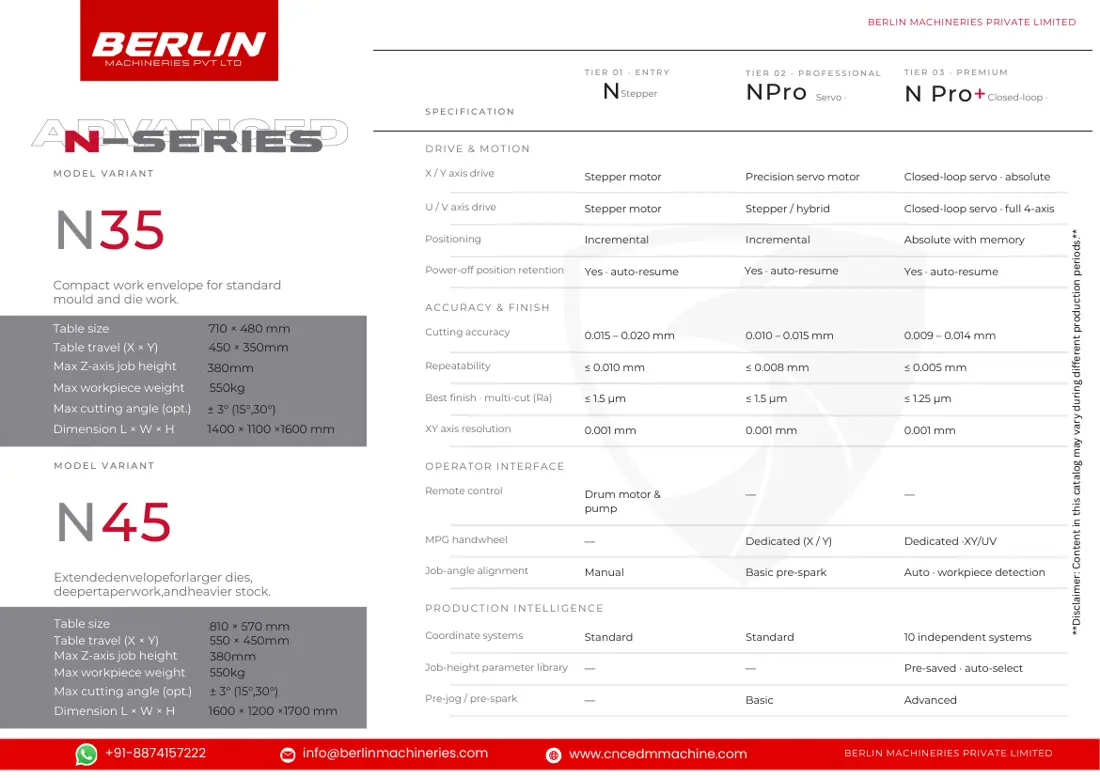 BERLIN
MACHINERIES PVT LTD
BERLIN MACHINERIES PRIVATE LIMITED
ADVANCED
N-SERIES
MODEL VARIANT
N35
Compact work envelope for standard
mould and die work.
Table size 710 × 480 mm
Table travel (X × Y) 450 × 350mm
Max Z-axis job height 380mm
Max workpiece weight 550kg
Max cutting angle (opt.) ± 3° (15°,30°)
Dimension L × W × H 1400 × 1100 ×1600 mm
MODEL VARIANT
N45
Extendedenvelopeforlarger dies,
deepertaperwork,andheavier stock.
Table size 810 × 570 mm
Table travel (X × Y) 550 × 450mm
Max Z-axis job height 380mm
Max workpiece weight 550kg
Max cutting angle (opt.) ± 3° (15°,30°)
Dimension L × W × H 1600 × 1200 ×1700 mm
TIER 01 · ENTRY TIER 02 · PROFESSIONAL TIER 03 · PREMIUM
N Stepper NPro Servo · N Pro+ Closed-loop ·
SPECIFICATION
DRIVE & MOTION
X / Y axis drive Stepper motor Precision servo motor Closed-loop servo · absolute
U / V axis drive Stepper motor Stepper / hybrid Closed-loop servo · full 4-axis
Positioning Incremental Incremental Absolute with memory
Power-off position retention Yes · auto-resume Yes · auto-resume Yes · auto-resume
ACCURACY & FINISH
Cutting accuracy 0.015 – 0.020 mm 0.010 – 0.015 mm 0.009 – 0.014 mm
Repeatability ≤ 0.010 mm ≤ 0.008 mm ≤ 0.005 mm
Best finish · multi-cut (Ra) ≤ 1.5 µm ≤ 1.5 µm ≤ 1.25 µm
XY axis resolution 0.001 mm 0.001 mm 0.001 mm
OPERATOR INTERFACE
Remote control Drum motor & — —
pump
MPG handwheel — Dedicated (X / Y) Dedicated ·XY/UV
Job-angle alignment Manual Basic pre-spark Auto · workpiece detection
PRODUCTION INTELLIGENCE
Coordinate systems Standard Standard 10 independent systems
Job-height parameter library — — Pre-saved · auto-select
Pre-jog / pre-spark — Basic Advanced
**Disclaimer: Content in this catalog may vary during different production periods.**
+91-8874157222 info@berlinmachineries.com www.cncedmmachine.com BERLIN MACHINERIES PRIVATE LIMITED